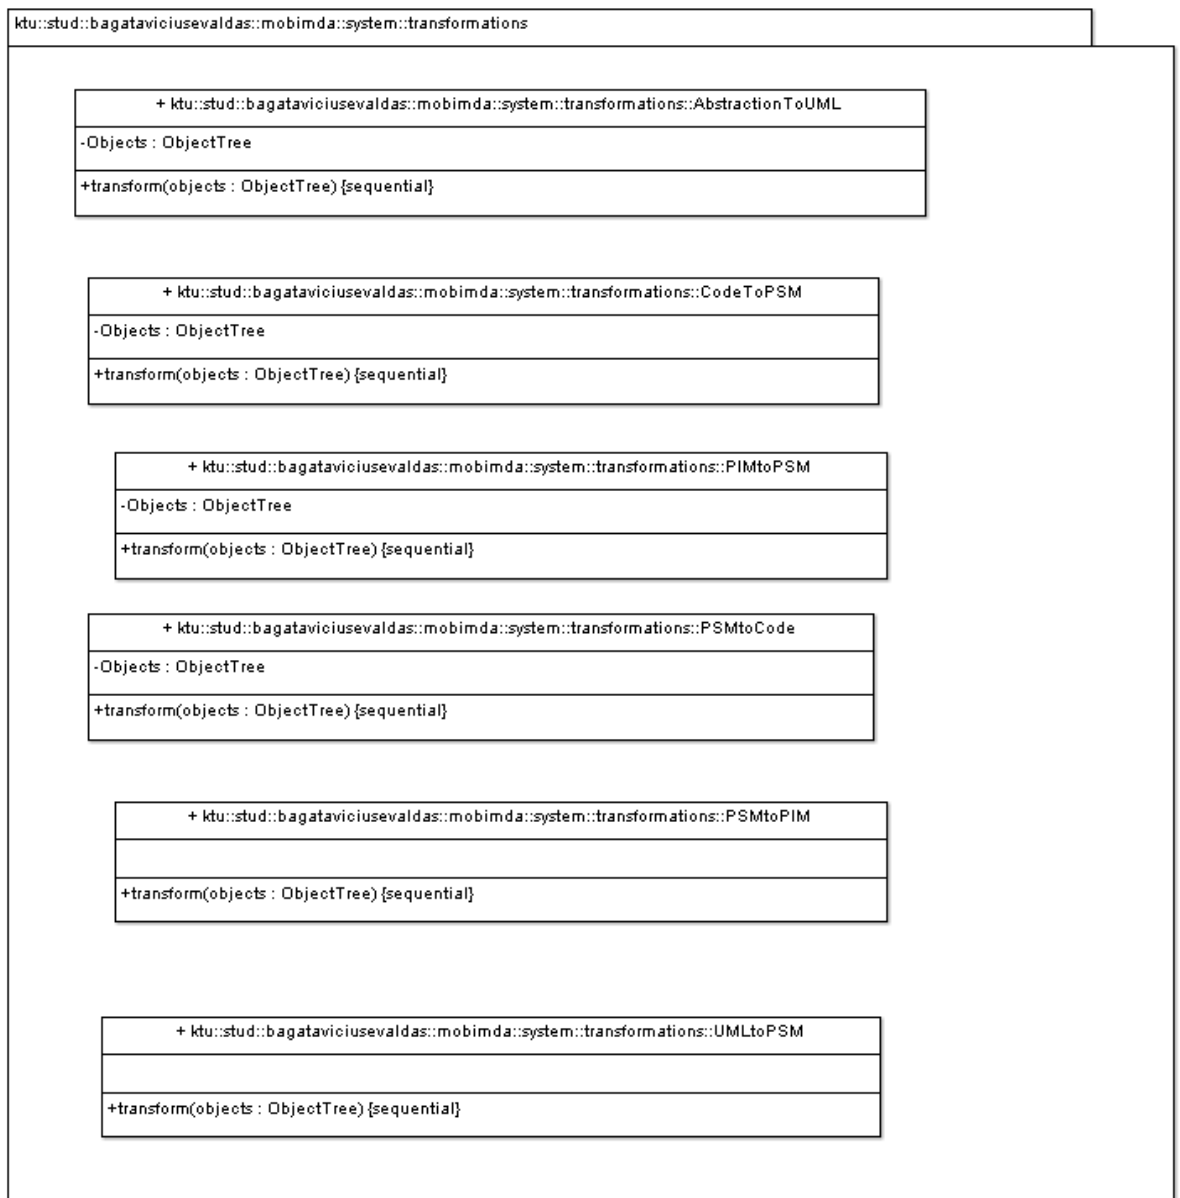 ktu::stud::bagataviciusevaldas::mobimda::system::transformations
+ ktu::stud::bagataviciusevaldas::mobimda::system::transformations::AbstractionToUML
-Objects : ObjectTree
+transform(objects : ObjectTree) {sequential}
+ ktu::stud::bagataviciusevaldas::mobimda::system::transformations::CodeToPSM
-Objects : ObjectTree
+transform(objects : ObjectTree) {sequential}
+ ktu::stud::bagataviciusevaldas::mobimda::system::transformations::PIMtoPSM
-Objects : ObjectTree
+transform(objects : ObjectTree) {sequential}
+ ktu::stud::bagataviciusevaldas::mobimda::system::transformations::PSMtoCode
-Objects : ObjectTree
+transform(objects : ObjectTree) {sequential}
+ ktu::stud::bagataviciusevaldas::mobimda::system::transformations::PSMtoPIM
+transform(objects : ObjectTree) {sequential}
+ ktu::stud::bagataviciusevaldas::mobimda::system::transformations::UMLtoPSM
+transform(objects : ObjectTree) {sequential}